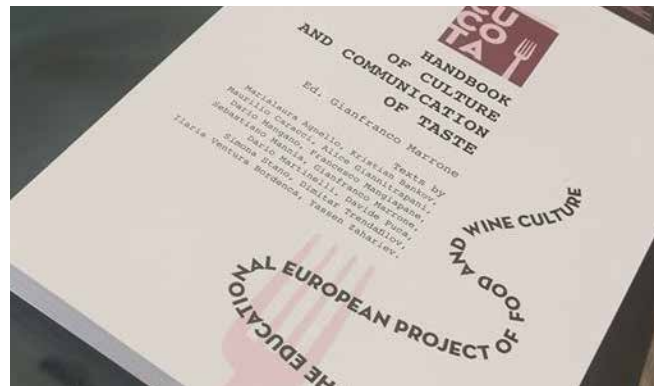 CU
CO
TA
HANDBOOK
OF CULTURE
AND COMMUNICATION
OF TASTE
Ed. Gianfranco Marrone
Texts by
Marialaura Agnello, Kristian Bankov,
Maurilio Caracci, Alice Giannitrapani,
Dario Mangano, Francesco Mangiapane,
Sebastiano Mannia, Gianfranco Marrone,
Dario Martinelli, Davide Puca,
Simona Stano, Dimitar Trendafilov,
Ilaria Ventura Bordenca, Yassen Zahariev.
THE EDUCATIONAL EUROPEAN PROJECT OF FOOD AND WINE CULTURE